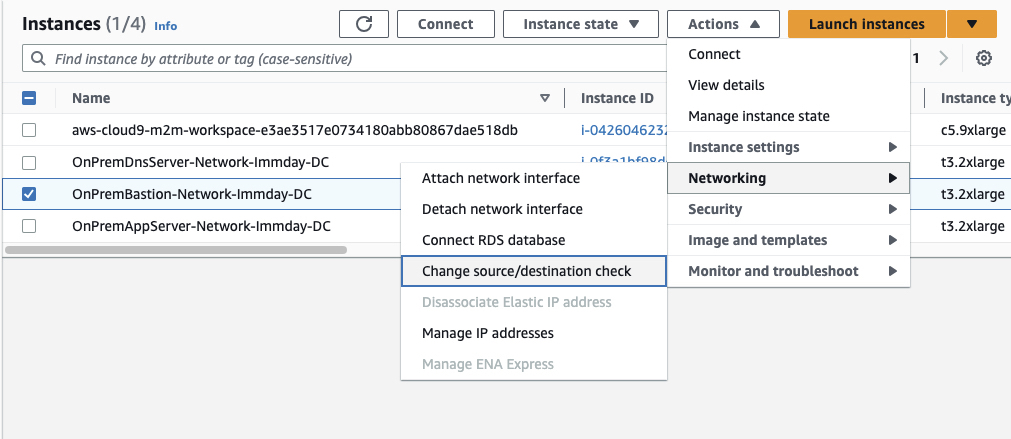 Instances (1/4) Info
Connect
Instance state
Actions
Launch instances
Find instance by attribute or tag (case-sensitive)
1
Name
Instance ID
Instance ty
aws-cloud9-m2m-workspace-e3ae3517e0734180abb80867dae518db
i-0426046232
c5.9xlarge
OnPremDnsServer-Network-Immday-DC
t3.2xlarge
OnPremBastion-Network-Immday-DC
t3.2xlarge
OnPremAppServer-Network-Immday-DC
t3.2xlarge
Connect
View details
Manage instance state
Instance settings
Networking
Security
Image and templates
Monitor and troubleshoot
Attach network interface
Detach network interface
Connect RDS database
Change source/destination check
Disassociate Elastic IP address
Manage IP addresses
Manage ENA Express